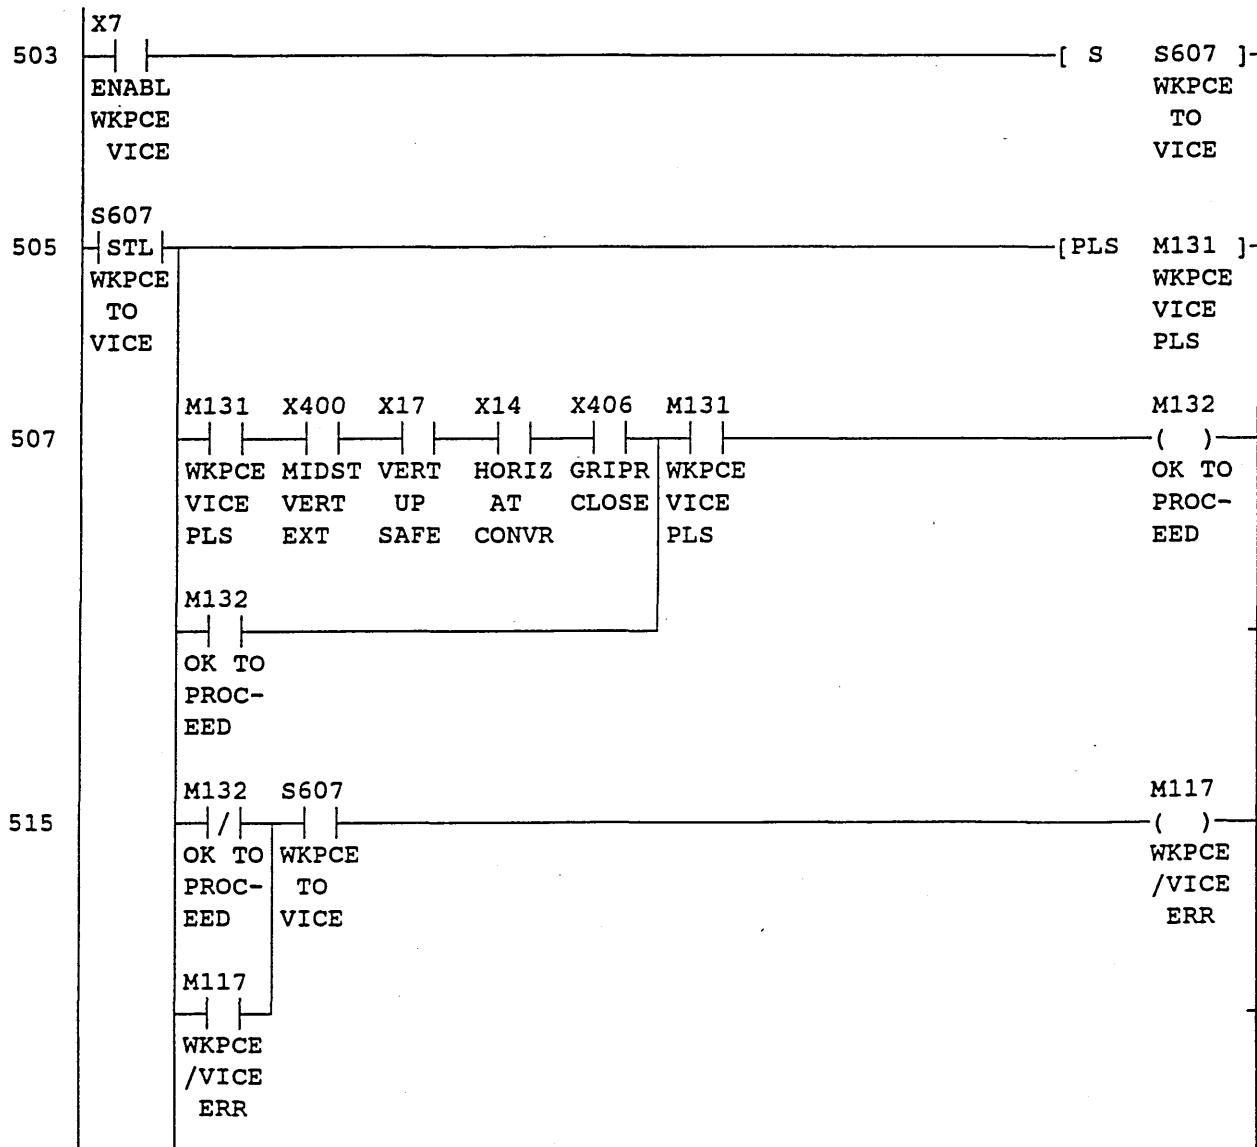 X7
503 [ S S607 ]
ENABL WKPCE
WKPCE TO
VICE VICE
S607
505 STL [PLS M131 ]
WKPCE WKPCE
TO VICE
VICE PLS
M131 X400 X17 X14 X406 M131 M132
507 ( )
WKPCE MIDST VERT HORIZ GRIPR WKPCE OK TO
VICE VERT UP AT CLOSE VICE PROC-
PLS EXT SAFE CONVR PLS EED
M132
OK TO
PROC-
EED
M132 S607 M117
515 / ( )
OK TO WKPCE WKPCE
PROC- TO /VICE
EED VICE ERR
M117
WKPCE
/VICE
ERR